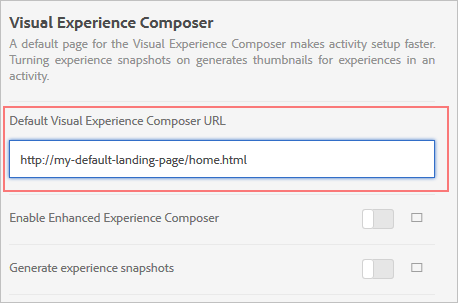 Visual Experience Composer
A default page for the Visual Experience Composer makes activity setup faster.
Turning experience snapshots on generates thumbnails for experiences in an
activity.
Default Visual Experience Composer URL
http://my-default-landing-page/home.html
Enable Enhanced Experience Composer
Generate experience snapshots